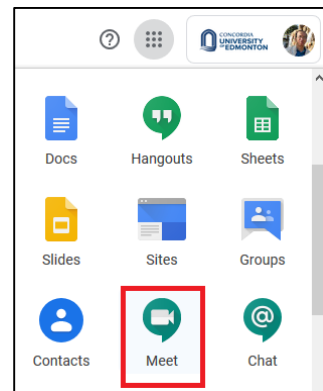 CONCORDIA
UNIVERSITY
OF EDMONTON
Docs Hangouts Sheets
Slides Sites Groups
Contacts Meet Chat